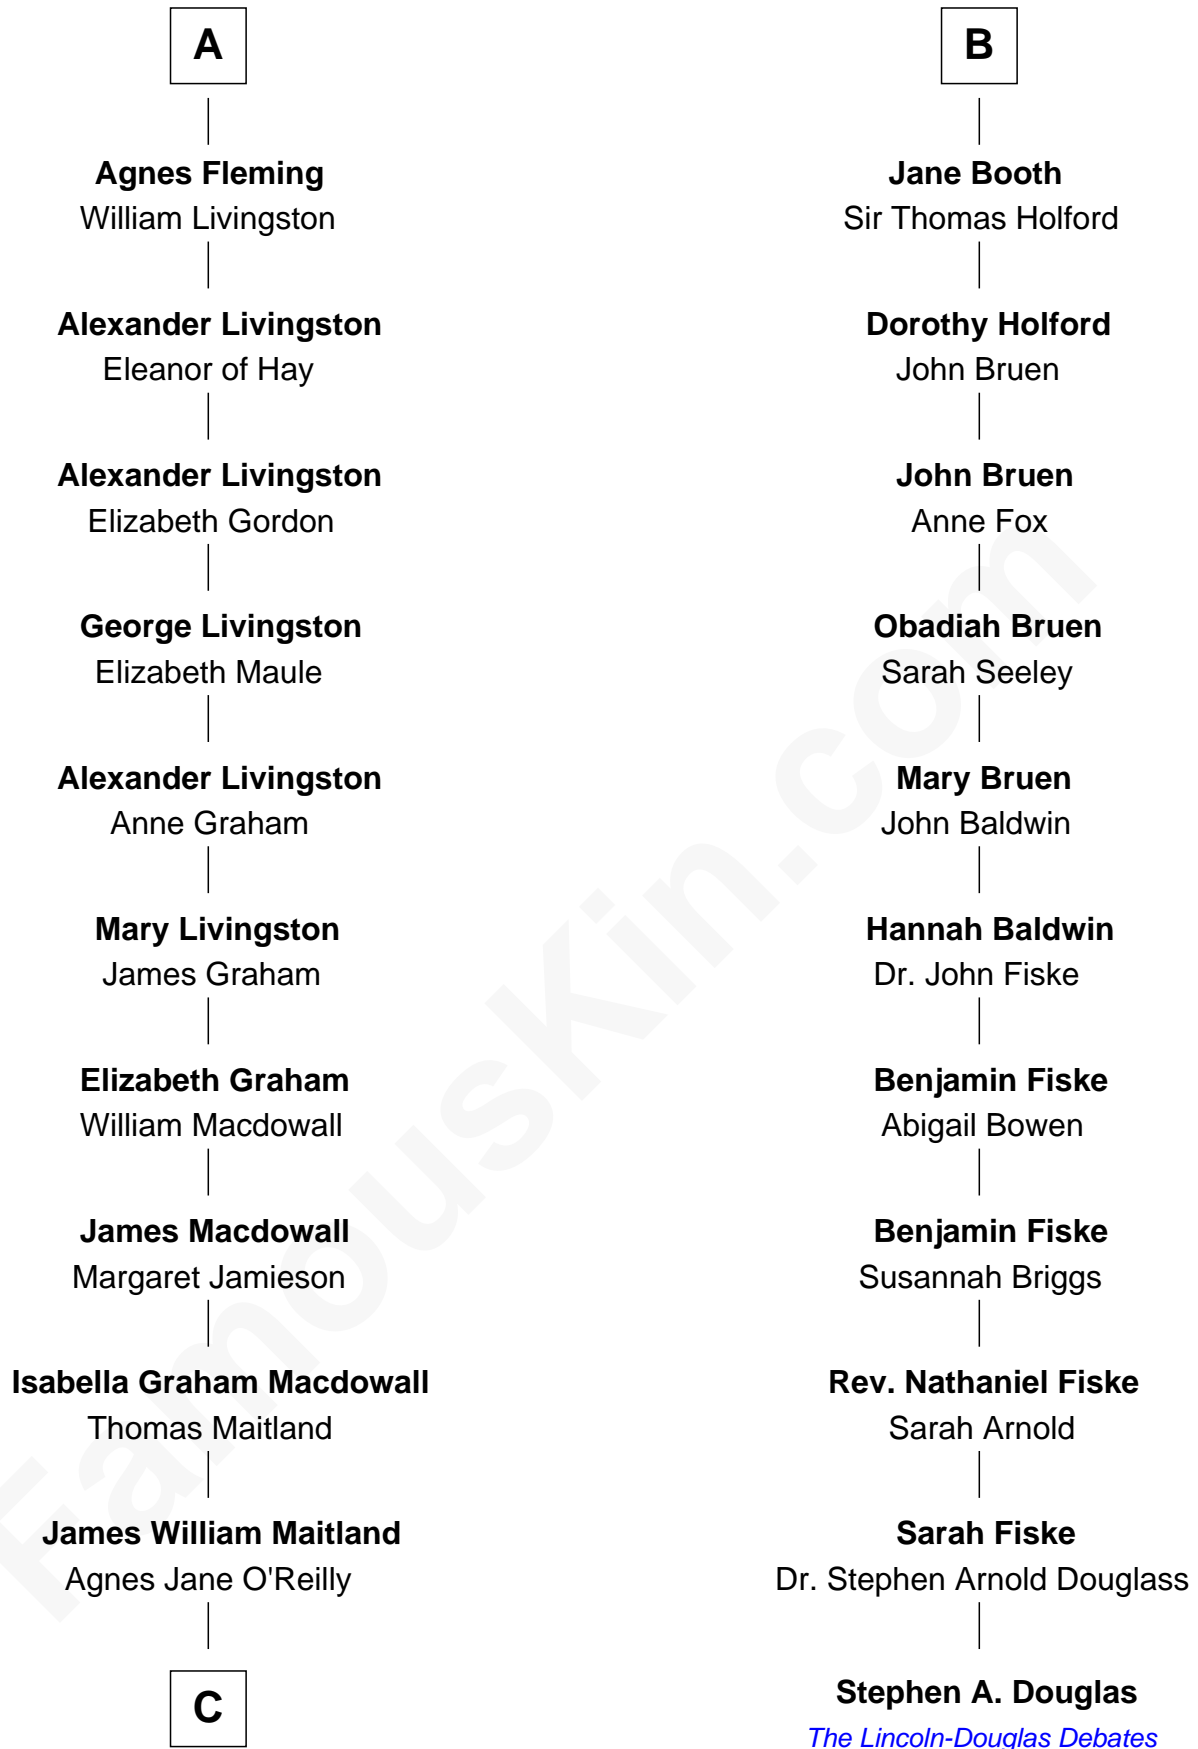 A
Agnes Fleming
William Livingston
Alexander Livingston
Eleanor of Hay
Alexander Livingston
Elizabeth Gordon
George Livingston
Elizabeth Maule
Alexander Livingston
Anne Graham
Mary Livingston
James Graham
Elizabeth Graham
William Macdowall
James Macdowall
Margaret Jamieson
Isabella Graham Macdowall
Thomas Maitland
James William Maitland
Agnes Jane O'Reilly
C
B
Jane Booth
Sir Thomas Holford
Dorothy Holford
John Bruen
John Bruen
Anne Fox
Obadiah Bruen
Sarah Seeley
Mary Bruen
John Baldwin
Hannah Baldwin
Dr. John Fiske
Benjamin Fiske
Abigail Bowen
Benjamin Fiske
Susannah Briggs
Rev. Nathaniel Fiske
Sarah Arnold
Sarah Fiske
Dr. Stephen Arnold Douglass
Stephen A. Douglas
The Lincoln-Douglas Debates
FamousKin.com